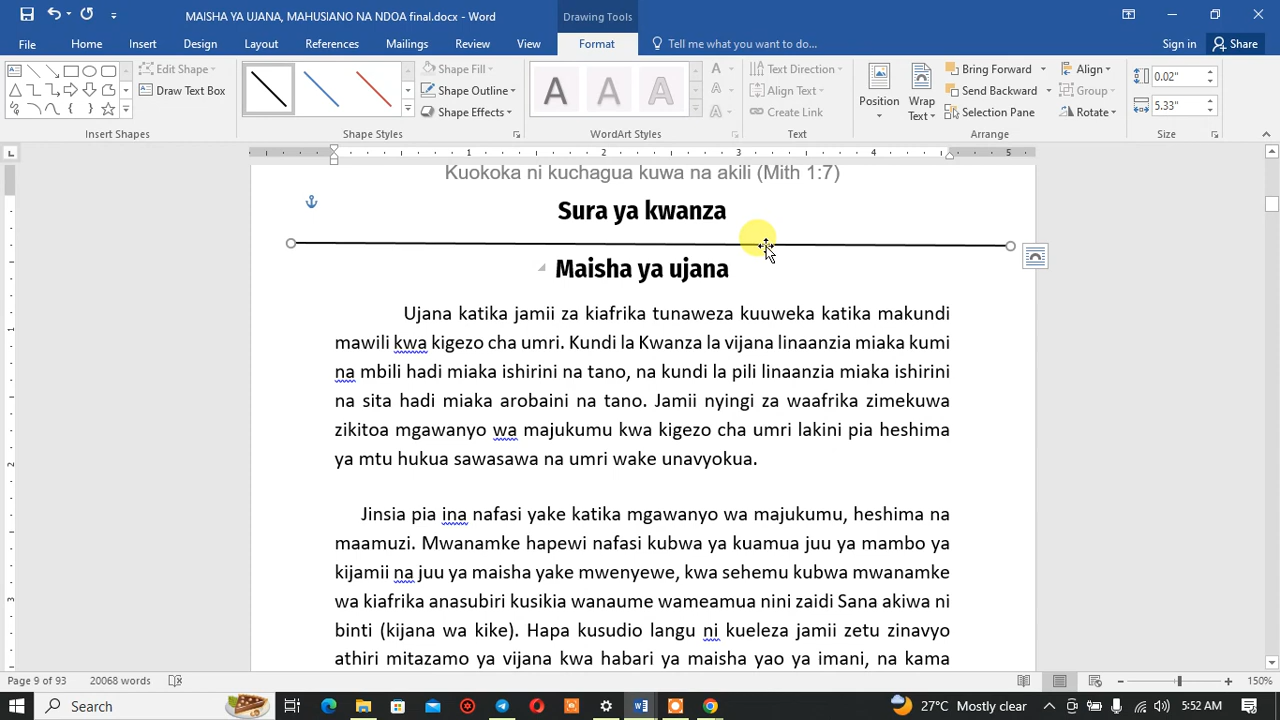 MAISHA YA UJANA, MAHUSIANO NA NDOA final.docx - Word
Drawing Tools
File Home Insert Design Layout References Mailings Review View Format Tell me what you want to do... Sign in Share
Edit Shape
Draw Text Box
Insert Shapes
Shape Fill
Shape Outline
Shape Effects
Shape Styles
A A A
WordArt Styles
Text Direction
Align Text
Create Link
Text
Position
Wrap Text
Bring Forward
Send Backward
Selection Pane
Align
Group
Rotate
Arrange
0.02"
5.33"
Size
1 2 3 4 5
Kuokoka ni kuchagua kuwa na akili (Mith 1:7)
Sura ya kwanza
Maisha ya ujana
Ujana katika jamii za kiafrika tunaweza kuuweka katika makundi
mawili kwa kigezo cha umri. Kundi la Kwanza la vijana linaanzia miaka kumi
na mbili hadi miaka ishirini na tano, na kundi la pili linaanzia miaka ishirini
na sita hadi miaka arobaini na tano. Jamii nyingi za waafrika zimekuwa
zikitoa mgawanyo wa majukumu kwa kigezo cha umri lakini pia heshima
ya mtu hukua sawasawa na umri wake unavyokua.
Jinsia pia ina nafasi yake katika mgawanyo wa majukumu, heshima na
maamuzi. Mwanamke hapewi nafasi kubwa ya kuamua juu ya mambo ya
kijamii na juu ya maisha yake mwenyewe, kwa sehemu kubwa mwanamke
wa kiafrika anasubiri kusikia wanaume wameamua nini zaidi Sana akiwa ni
binti (kijana wa kike). Hapa kusudio langu ni kueleza jamii zetu zinavyo
athiri mitazamo ya vijana kwa habari ya maisha yao ya imani, na kama
Page 9 of 93 20068 words 150%
Search 27°C Mostly clear 5:52 AM